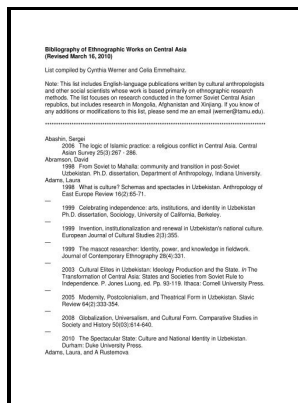 Bibliography of Ethnographic Works on Central Asia
(Revised March 16, 2010)
List compiled by Cynthia Werner and Celia Emmelhainz.
Note: This list includes English-language publications written by cultural anthropologists
and other social scientists whose work is based primarily on ethnographic research
methods. The list focuses on research conducted in the former Soviet Central Asian
republics, but includes research in Mongolia, Afghanistan and Xinjiang. If you know of
any additions or modifications to this list, please send me an email (werner@tamu.edu).
********************************************************************************
Abashin, Sergei
2006 The logic of Islamic practice: a religious conflict in Central Asia. Central
Asian Survey 25(3):267 - 286.
Abramson, David
1998 From Soviet to Mahalla: community and transition in post-Soviet
Uzbekistan. Ph.D. dissertation, Department of Anthropology, Indiana University.
Adams, Laura
1998 What is culture? Schemas and spectacles in Uzbekistan. Anthropology of
East Europe Review 16(2):65-71.
—
1999 Celebrating independence: arts, institutions, and identity in Uzbekistan
Ph.D. dissertation, Sociology, University of California, Berkeley.
—
1999 Invention, institutionalization and renewal in Uzbekistan's national culture.
European Journal of Cultural Studies 2(3):355.
—
1999 The mascot researcher: Identity, power, and knowledge in fieldwork.
Journal of Contemporary Ethnography 28(4):331.
—
2003 Cultural Elites in Uzbekistan: Ideology Production and the State. In The
Transformation of Central Asia: States and Societies from Soviet Rule to
Independence. P. Jones Luong, ed. Pp. 93-119. Ithaca: Cornell University Press.
—
2005 Modernity, Postcolonialism, and Theatrical Form in Uzbekistan. Slavic
Review 64(2):333-354.
—
2008 Globalization, Universalism, and Cultural Form. Comparative Studies in
Society and History 50(03):614-640.
—
2010 The Spectacular State: Culture and National Identity in Uzbekistan.
Durham: Duke University Press.
Adams, Laura, and A Rustemova